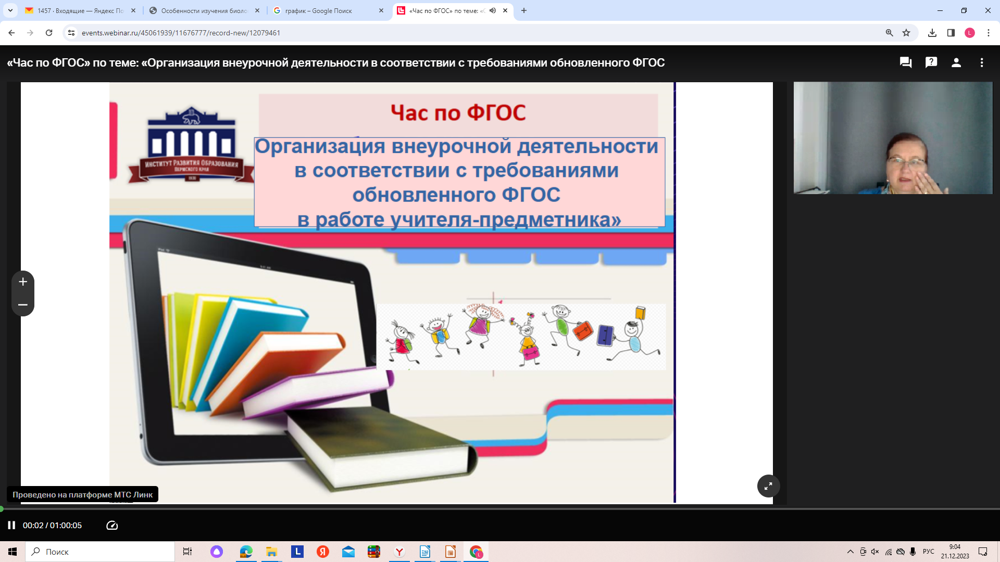 1457 · Входящие — Яндекс По
Особенности изучения биоло
график – Google Поиск
«Час по ФГОС» по теме: «О
events.webinar.ru/45061939/11676777/record-new/12079461
L
«Час по ФГОС» по теме: «Организация внеурочной деятельности в соответствии с требованиями обновленного ФГОС
Час по ФГОС
Организация внеурочной деятельности
в соответствии с требованиями
обновленного ФГОС
в работе учителя-предметника»
ИНСТИТУТ РАЗВИТИЯ ОБРАЗОВАНИЯ
ПЕРМСКОГО КРАЯ
Проведено на платформе МТС Линк
00:02 / 01:00:05
Поиск
L
Я
Y
L
РУС
9:04
21.12.2023